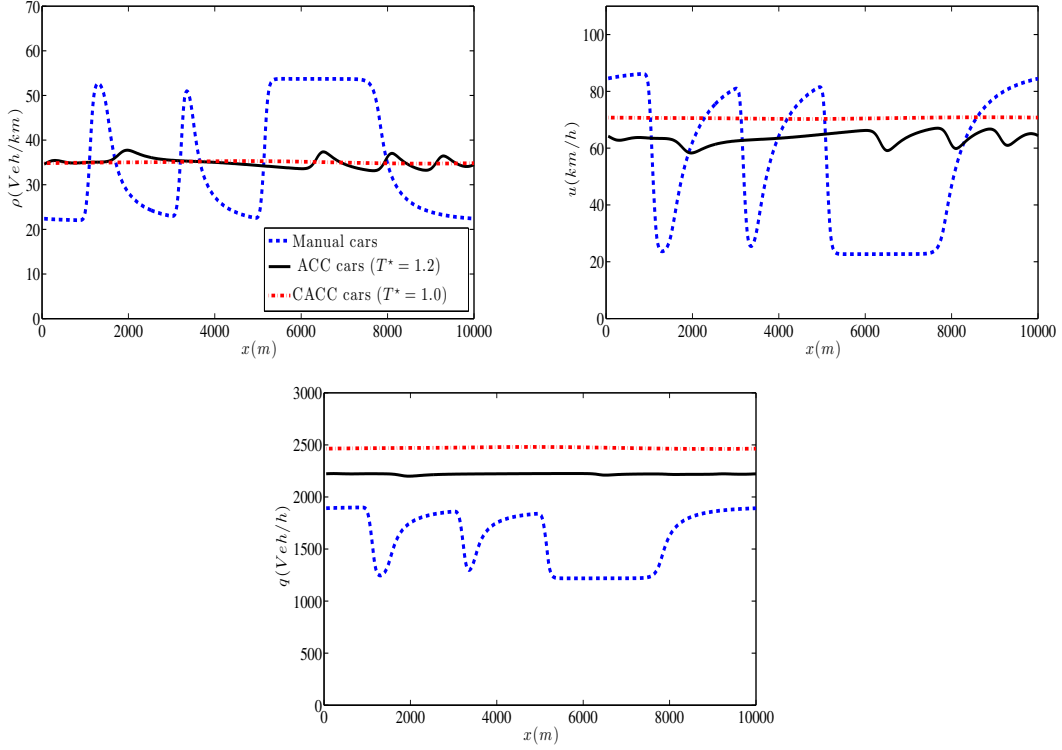 70
60
50
40
30
20
10
0
ρ(Veh/km)
Manual cars
ACC cars (T⋆ = 1.2)
CACC cars (T⋆ = 1.0)
0 2000 4000 6000 8000 10000
x(m)
100
80
60
40
20
0
u(km/h)
0 2000 4000 6000 8000 10000
x(m)
3000
2500
2000
1500
1000
500
0
q(Veh/h)
0 2000 4000 6000 8000 10000
x(m)